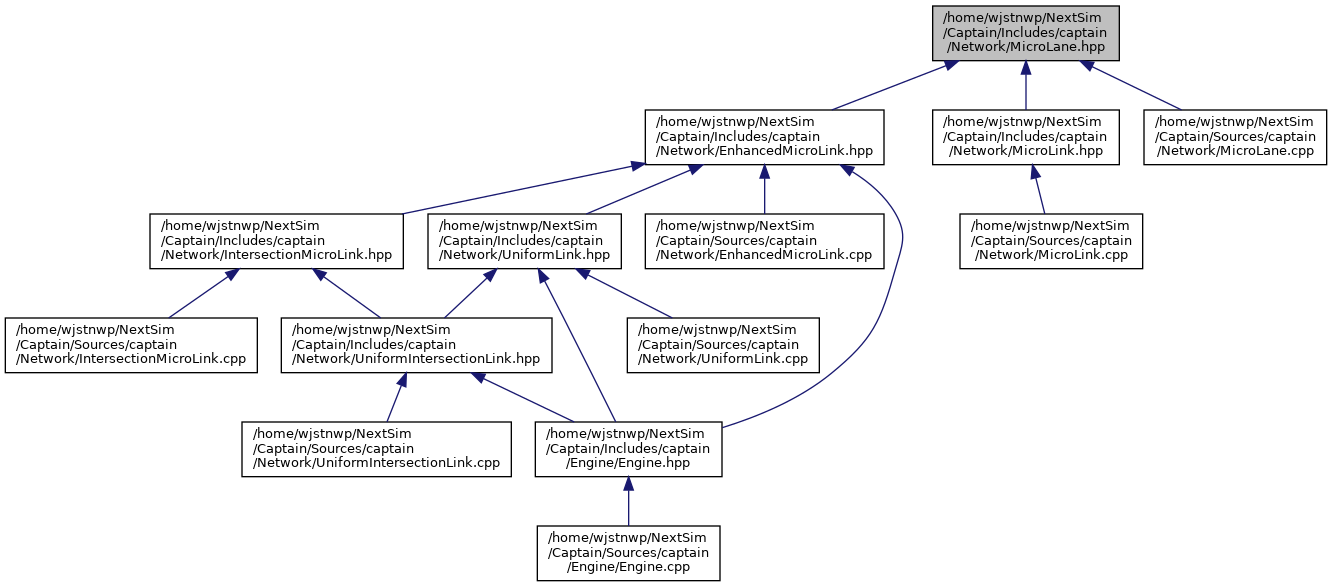 /home/wjstnwp/NextSim
/Captain/Includes/captain
/Network/MicroLane.hpp
/home/wjstnwp/NextSim
/Captain/Includes/captain
/Network/EnhancedMicroLink.hpp
/home/wjstnwp/NextSim
/Captain/Includes/captain
/Network/MicroLink.hpp
/home/wjstnwp/NextSim
/Captain/Sources/captain
/Network/MicroLane.cpp
/home/wjstnwp/NextSim
/Captain/Includes/captain
/Network/IntersectionMicroLink.hpp
/home/wjstnwp/NextSim
/Captain/Includes/captain
/Network/UniformLink.hpp
/home/wjstnwp/NextSim
/Captain/Sources/captain
/Network/EnhancedMicroLink.cpp
/home/wjstnwp/NextSim
/Captain/Sources/captain
/Network/MicroLink.cpp
/home/wjstnwp/NextSim
/Captain/Sources/captain
/Network/IntersectionMicroLink.cpp
/home/wjstnwp/NextSim
/Captain/Includes/captain
/Network/UniformIntersectionLink.hpp
/home/wjstnwp/NextSim
/Captain/Sources/captain
/Network/UniformLink.cpp
/home/wjstnwp/NextSim
/Captain/Sources/captain
/Network/UniformIntersectionLink.cpp
/home/wjstnwp/NextSim
/Captain/Includes/captain
/Engine/Engine.hpp
/home/wjstnwp/NextSim
/Captain/Sources/captain
/Engine/Engine.cpp